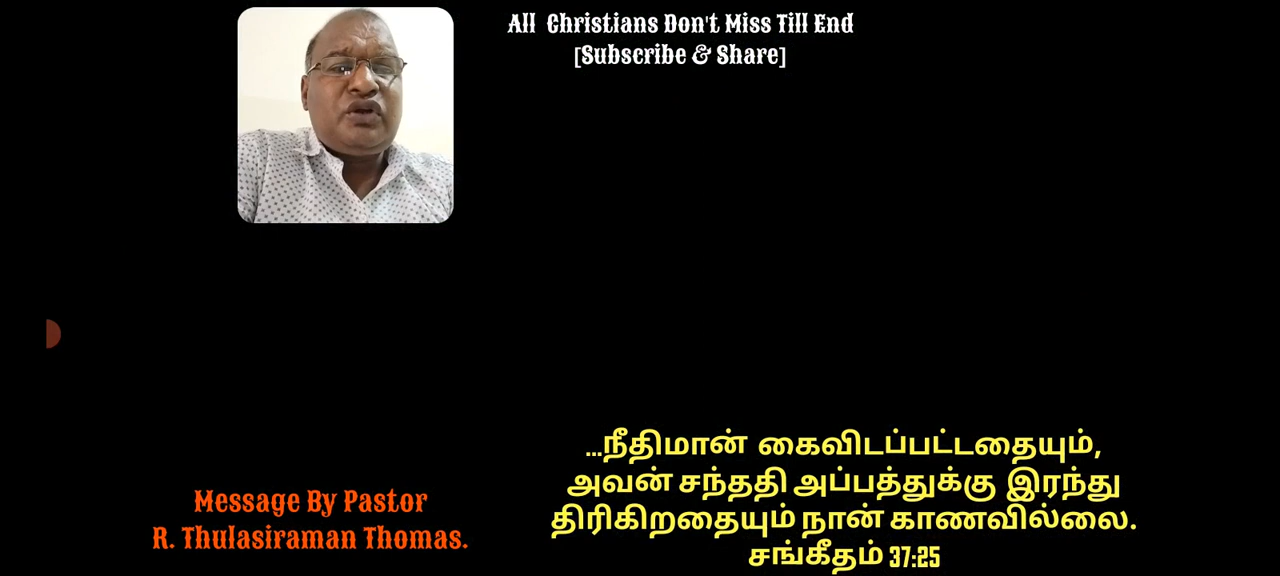 All Christians Don't Miss Till End
[Subscribe & Share]
...நீதிமான் கைவிடப்பட்டதையும்,
அவன் சந்ததி அப்பத்துக்கு இரந்து
திரிகிறதையும் நான் காணவில்லை.
சங்கீதம் 37:25
Message By Pastor
R. Thulasiraman Thomas.